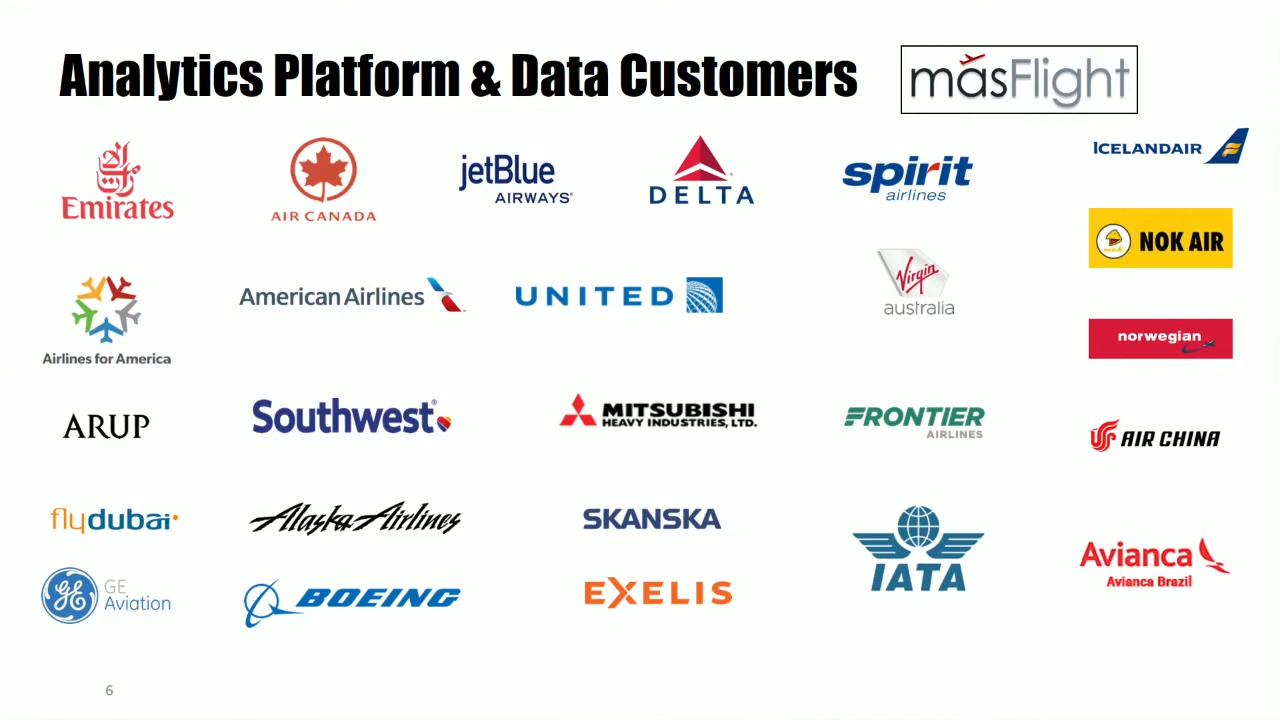 Analytics Platform & Data Customers
másFlight
Emirates
AIR CANADA
jetBlue
AIRWAYS®
DELTA
spirit
airlines
ICELANDAIR
NOK AIR
Airlines for America
American Airlines
UNITED
Virgin
australia
norwegian
ARUP
Southwest®
MITSUBISHI
HEAVY INDUSTRIES, LTD.
FRONTIER
AIRLINES
AIR CHINA
flydubai
Alaska Airlines
SKANSKA
IATA
Avianca
Avianca Brazil
GE
GE
Aviation
BOEING
EXELIS
6